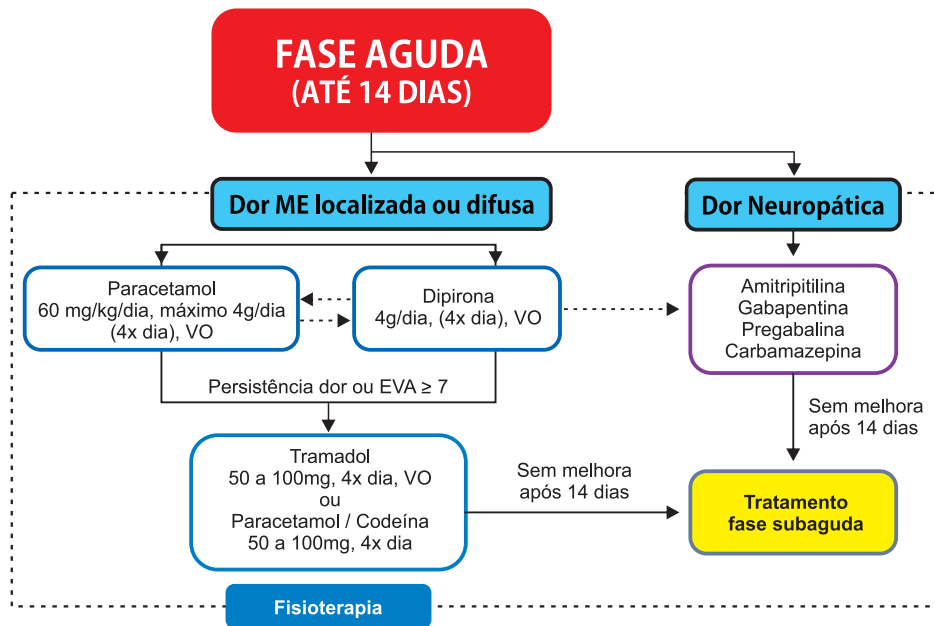 FASE AGUDA
(ATÉ 14 DIAS)
Dor ME localizada ou difusa
Dor Neuropática
Paracetamol
60 mg/kg/dia, máximo 4g/dia
(4x dia), VO
Dipirona
4g/dia, (4x dia), VO
Amitripitilina
Gabapentina
Pregabalina
Carbamazepina
Persistência dor ou EVA ≥ 7
Sem melhora
após 14 dias
Tramadol
50 a 100mg, 4x dia, VO
ou
Paracetamol / Codeína
50 a 100mg, 4x dia
Sem melhora
após 14 dias
Tratamento
fase subaguda
Fisioterapia